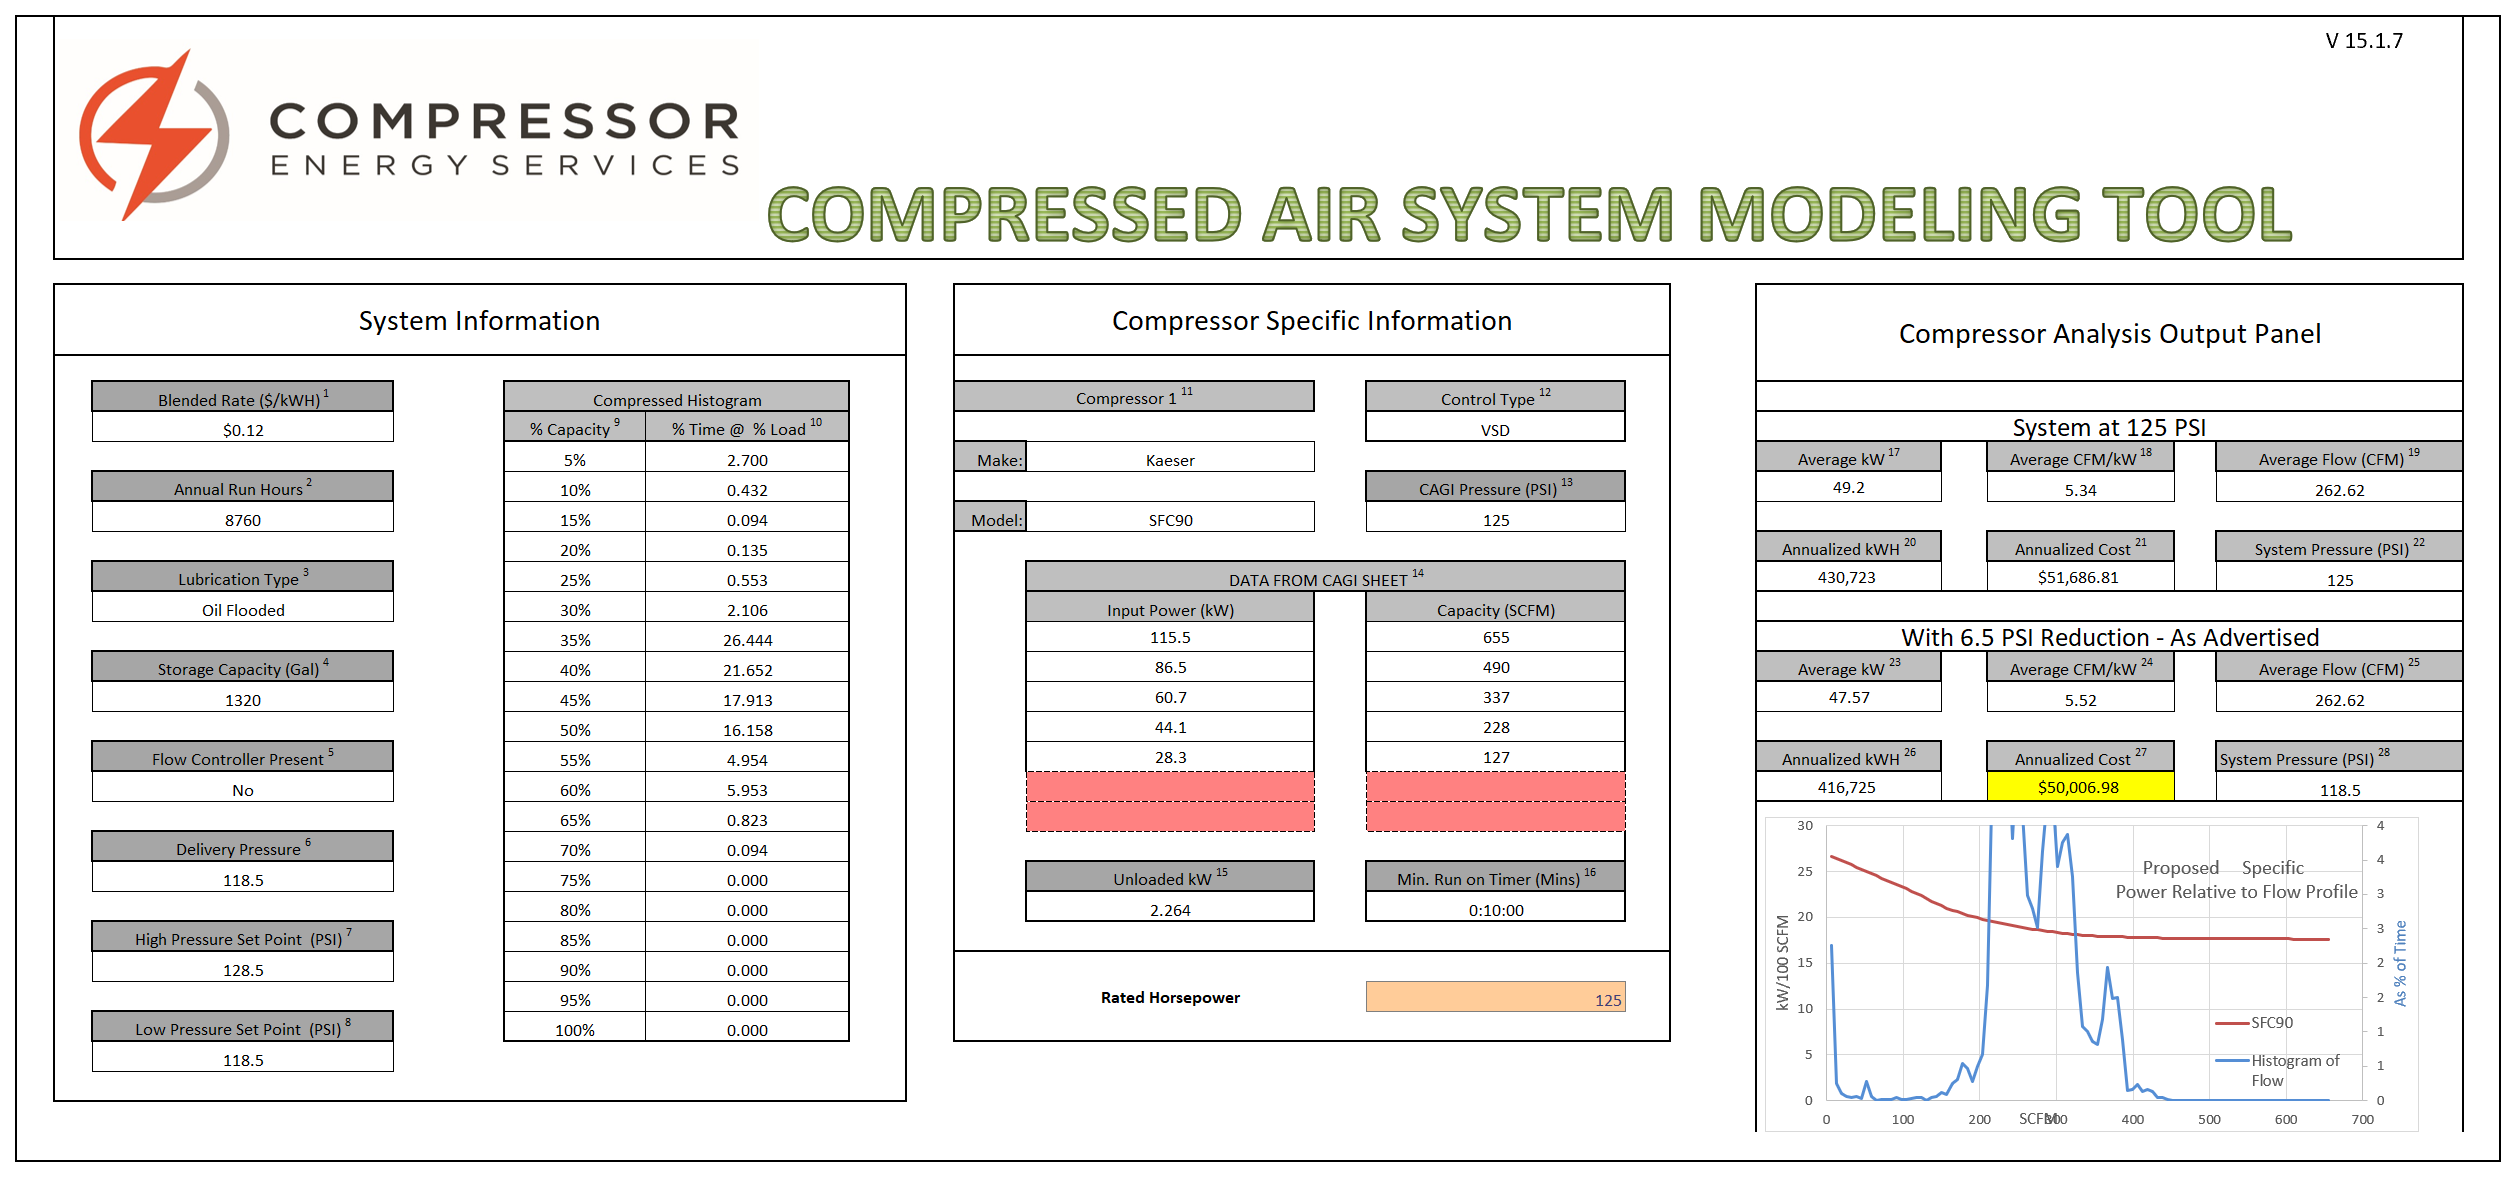 V 15.1.7
COMPRESSOR
ENERGY SERVICES
COMPRESSED AIR SYSTEM MODELING TOOL
System Information
Blended Rate ($/kWH) 1
$0.12
Annual Run Hours 2
8760
Lubrication Type 3
Oil Flooded
Storage Capacity (Gal) 4
1320
Flow Controller Present 5
No
Delivery Pressure 6
118.5
High Pressure Set Point (PSI) 7
128.5
Low Pressure Set Point (PSI) 8
118.5
Compressed Histogram
% Capacity 9 % Time @ % Load 10
5% 2.700
10% 0.432
15% 0.094
20% 0.135
25% 0.553
30% 2.106
35% 26.444
40% 21.652
45% 17.913
50% 16.158
55% 4.954
60% 5.953
65% 0.823
70% 0.094
75% 0.000
80% 0.000
85% 0.000
90% 0.000
95% 0.000
100% 0.000
Compressor Specific Information
Compressor 1 11
Control Type 12
VSD
Make: Kaeser
CAGI Pressure (PSI) 13
Model: SFC90
125
DATA FROM CAGI SHEET 14
Input Power (kW) Capacity (SCFM)
115.5 655
86.5 490
60.7 337
44.1 228
28.3 127
Unloaded kW 15 Min. Run on Timer (Mins) 16
2.264 0:10:00
Rated Horsepower 125
Compressor Analysis Output Panel
System at 125 PSI
Average kW 17 Average CFM/kW 18 Average Flow (CFM) 19
49.2 5.34 262.62
Annualized kWH 20 Annualized Cost 21 System Pressure (PSI) 22
430,723 $51,686.81 125
With 6.5 PSI Reduction - As Advertised
Average kW 23 Average CFM/kW 24 Average Flow (CFM) 25
47.57 5.52 262.62
Annualized kWH 26 Annualized Cost 27 System Pressure (PSI) 28
416,725 $50,006.98 118.5
Proposed Specific
Power Relative to Flow Profile
kW/100 SCFM
30
25
20
15
10
5
0
4
4
3
3
2
2
1
1
0
As % of Time
SFC90
Histogram of
Flow
0 100 200 300 400 500 600 700
SCFM